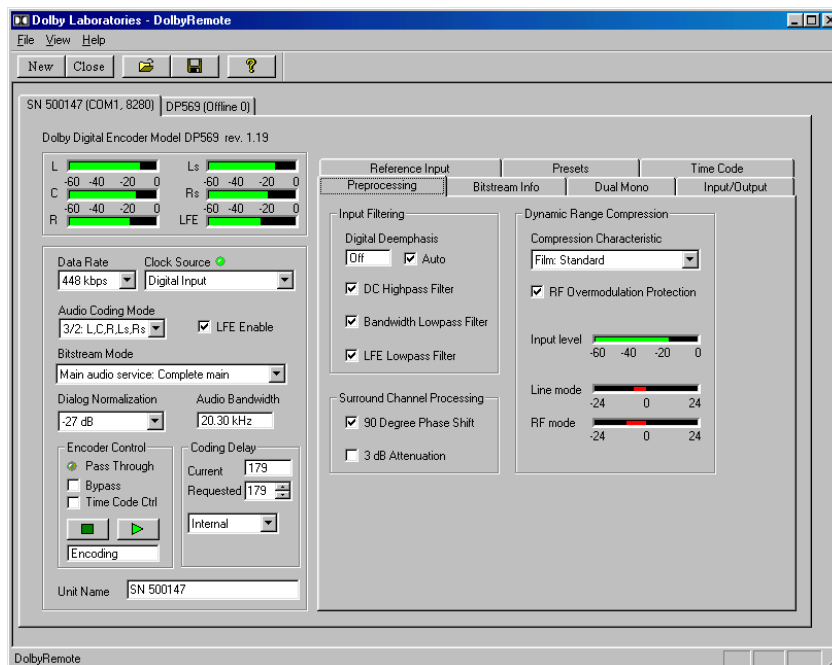 Dolby Laboratories - DolbyRemote
File View Help
New Close ?
SN 500147 (COM1, 8280) DP569 (Offline 0)
Dolby Digital Encoder Model DP569 rev. 1.19
L Ls
-60 -40 -20 0 -60 -40 -20 0
C Rs
-60 -40 -20 0 -60 -40 -20 0
R LFE
Data Rate Clock Source
448 kbps Digital Input
Audio Coding Mode
3/2: L,C,R,Ls,Rs LFE Enable
Bitstream Mode
Main audio service: Complete main
Dialog Normalization Audio Bandwidth
-27 dB 20.30 kHz
Encoder Control
Pass Through
Bypass
Time Code Ctrl
Encoding
Coding Delay
Current 179
Requested 179
Internal
Unit Name SN 500147
Reference Input Presets Time Code
Preprocessing Bitstream Info Dual Mono Input/Output
Input Filtering
Digital Deemphasis
Off Auto
DC Highpass Filter
Bandwidth Lowpass Filter
LFE Lowpass Filter
Surround Channel Processing
90 Degree Phase Shift
3 dB Attenuation
Dynamic Range Compression
Compression Characteristic
Film: Standard
RF Overmodulation Protection
Input level
-60 -40 -20 0
Line mode
-24 0 24
RF mode
-24 0 24
DolbyRemote